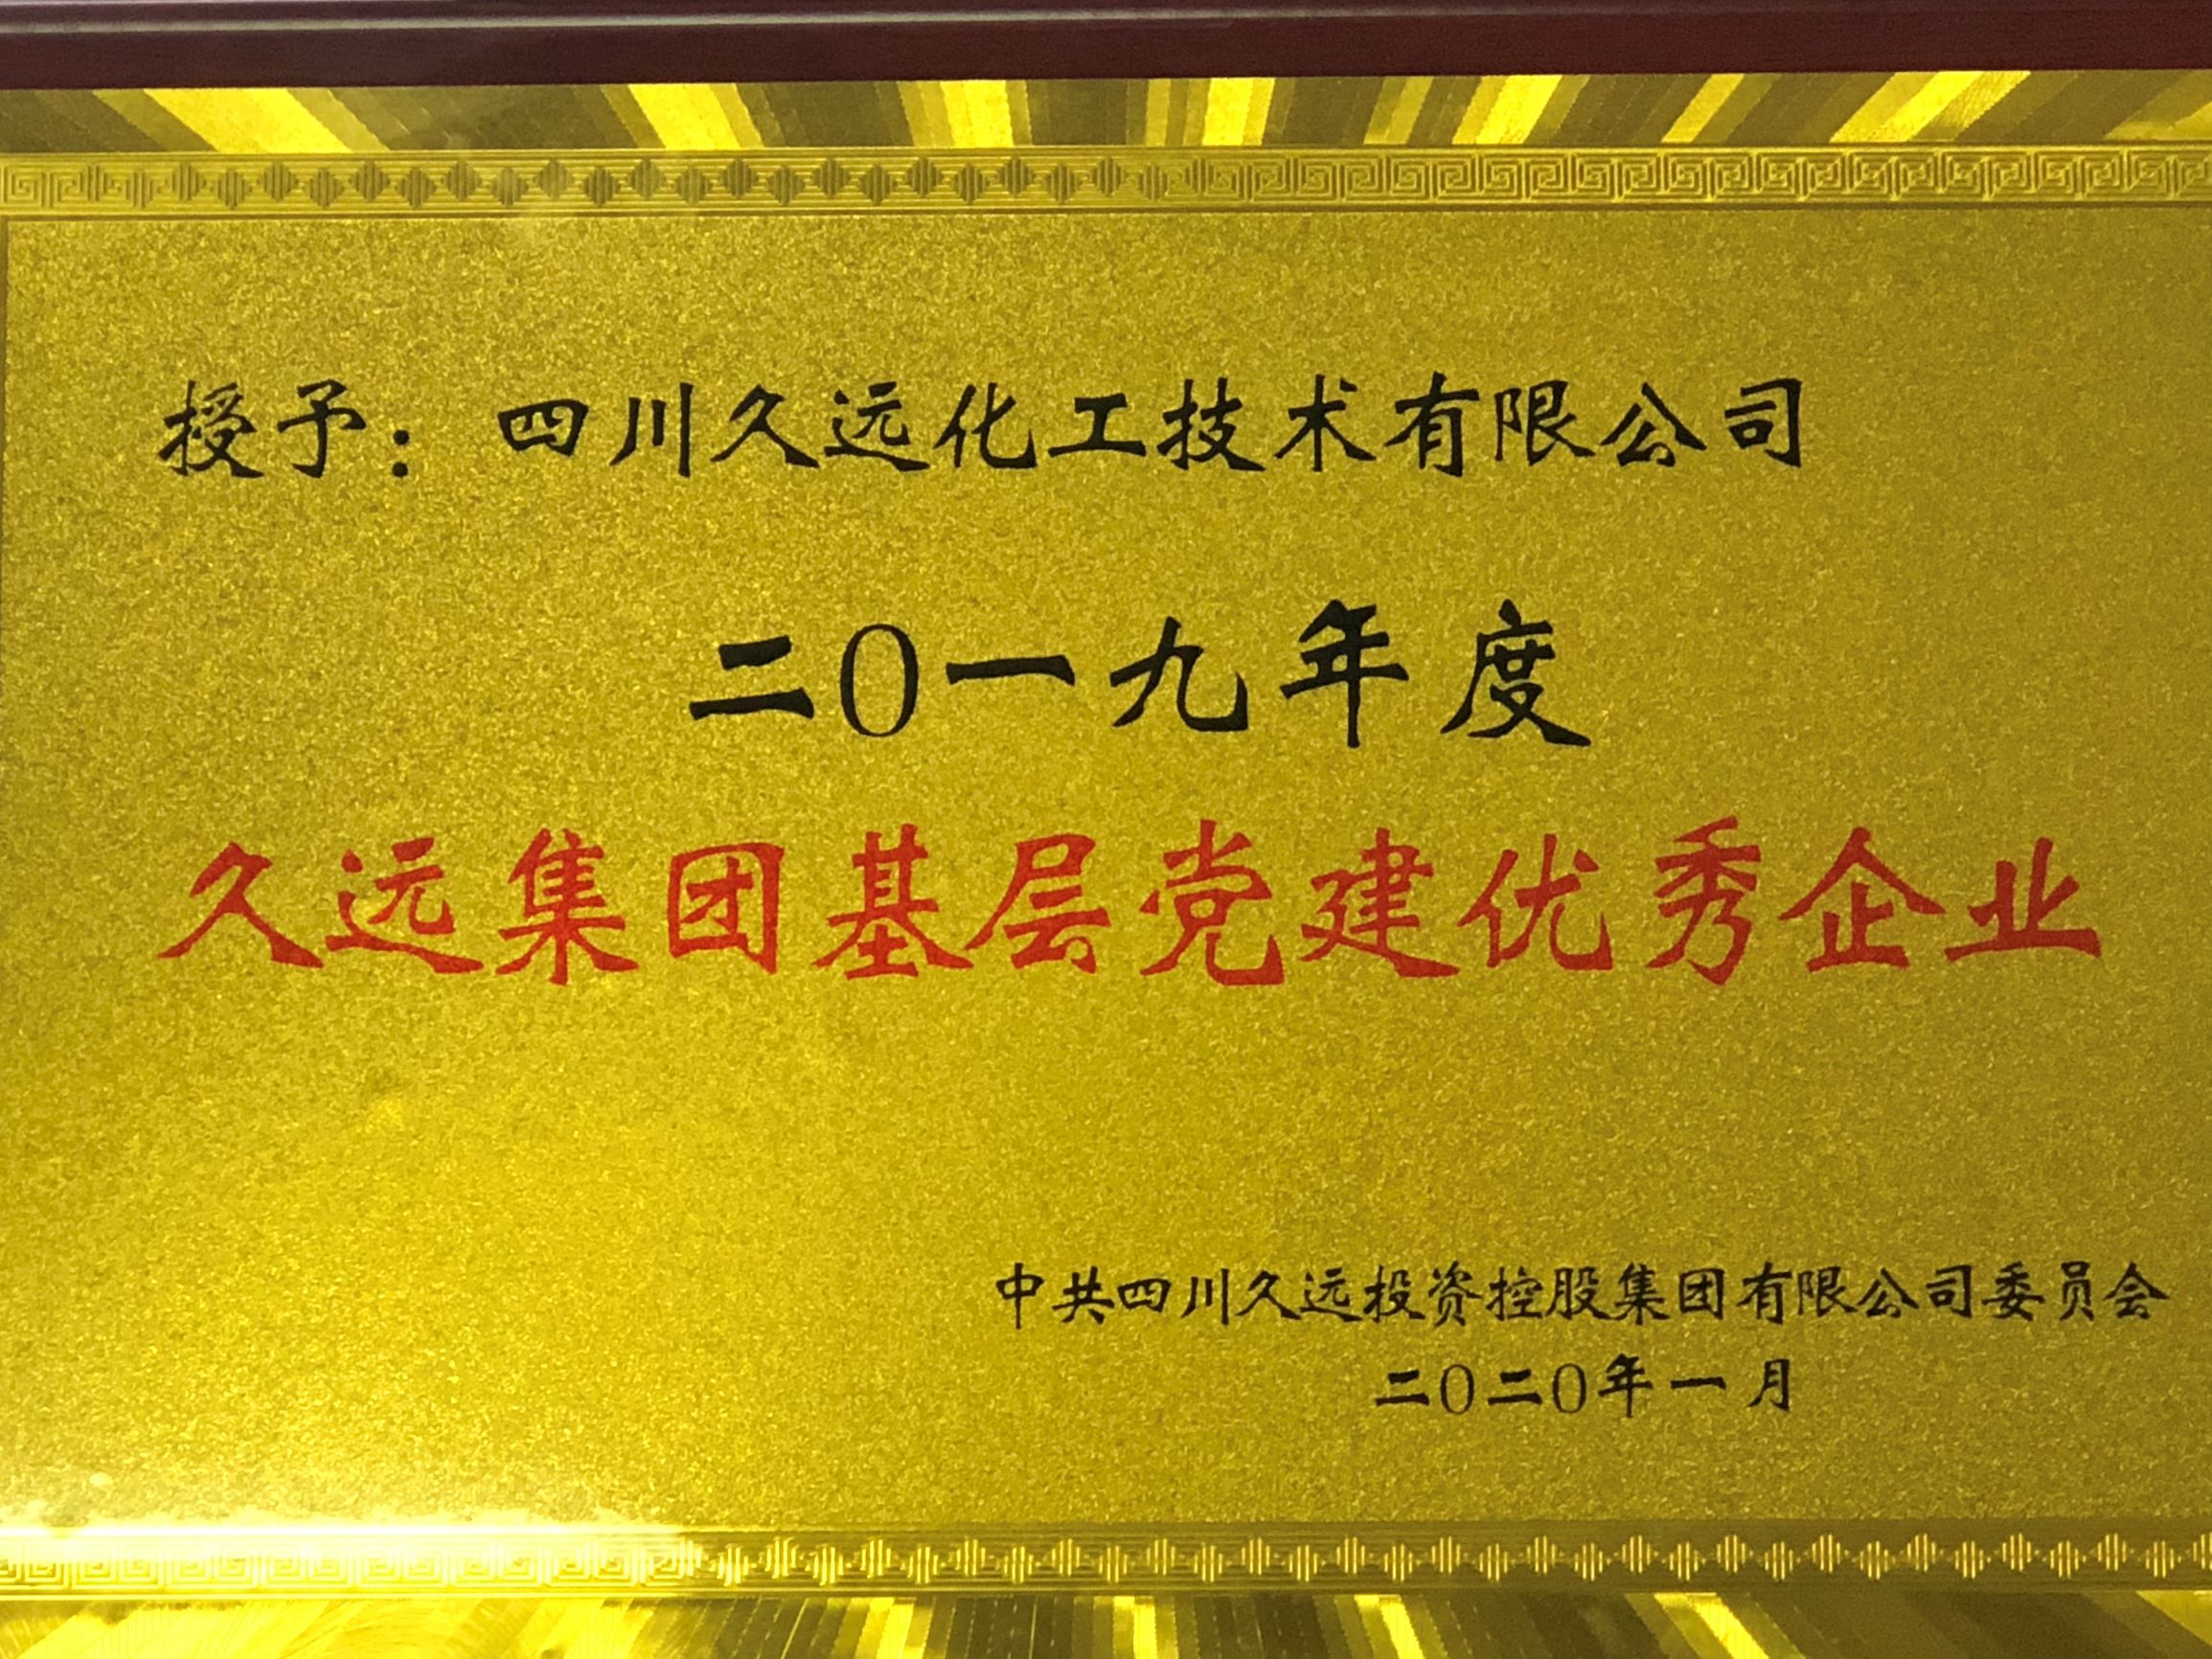 授予：四川久远化工技术有限公司
二0一九年度
久远集团基层党建优秀企业
中共四川久远投资控股集团有限公司委员会
二0二0年一月